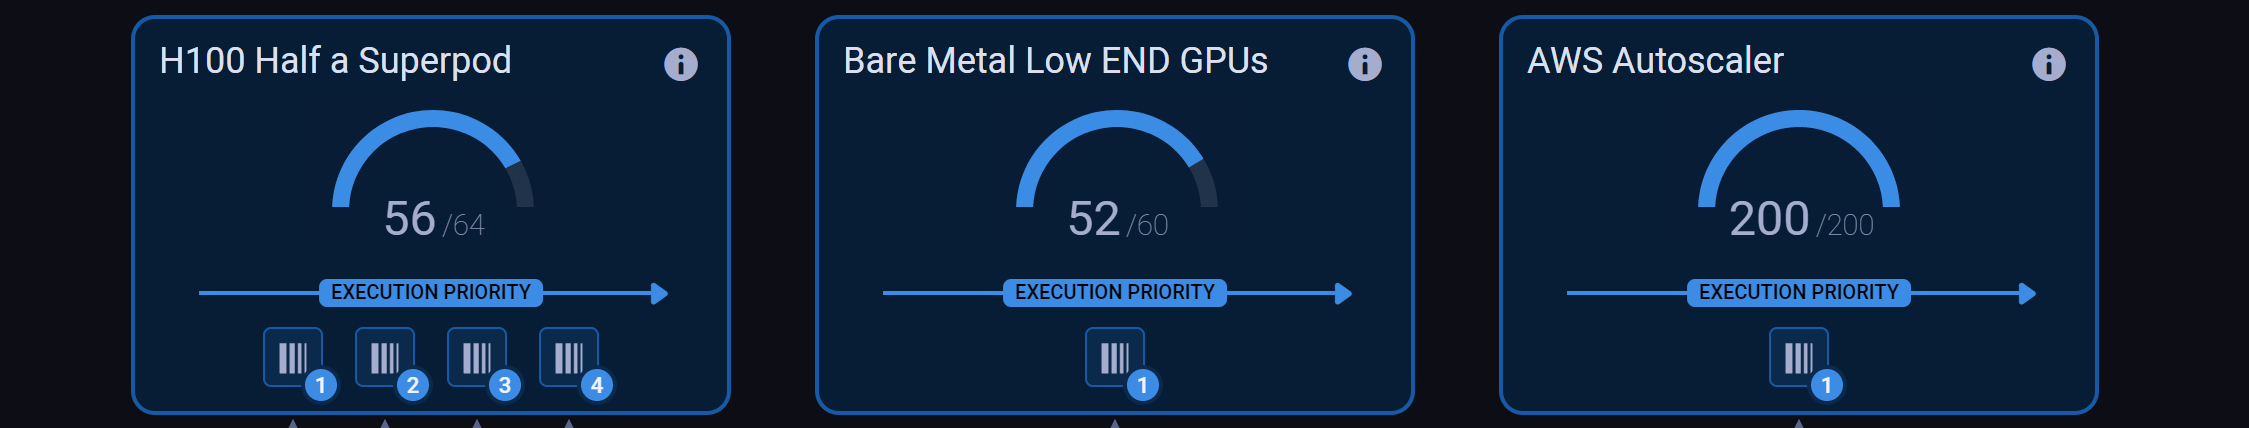 H100 Half a Superpod
56 /64
EXECUTION PRIORITY
1 2 3 4
Bare Metal Low END GPUs
52 /60
EXECUTION PRIORITY
1
AWS Autoscaler
200 /200
EXECUTION PRIORITY
1